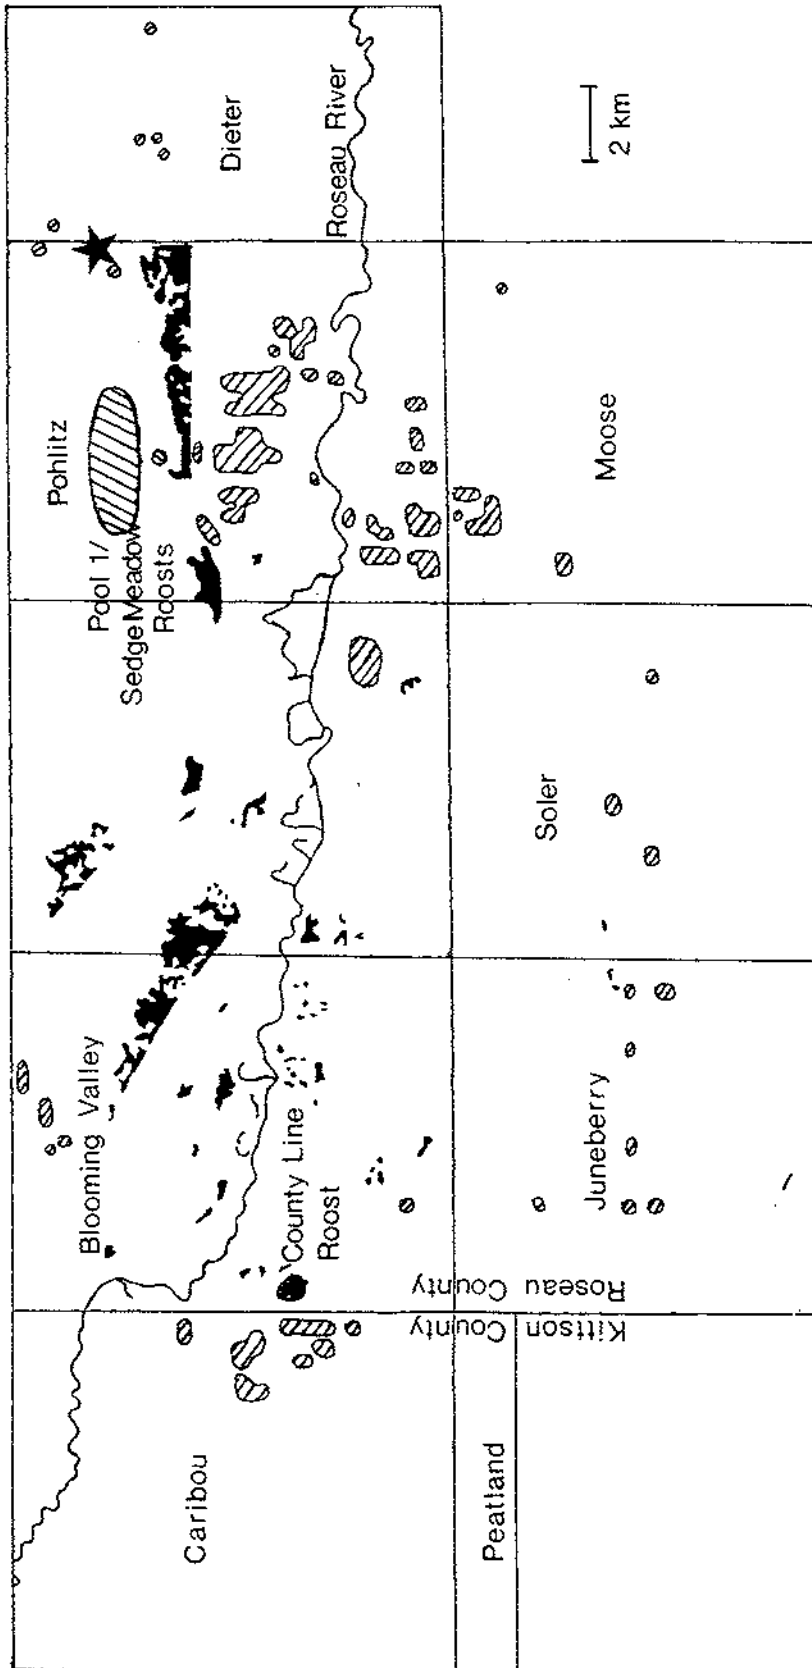 Caribou
Blooming Valley
Pohlitz
Dieter
Pool 1/
Sedge Meadow
Roosts
Roseau River
County Line
Roost
Kittson County
Roseau County
Peatland
Juneberry
Soler
Moose
2 km